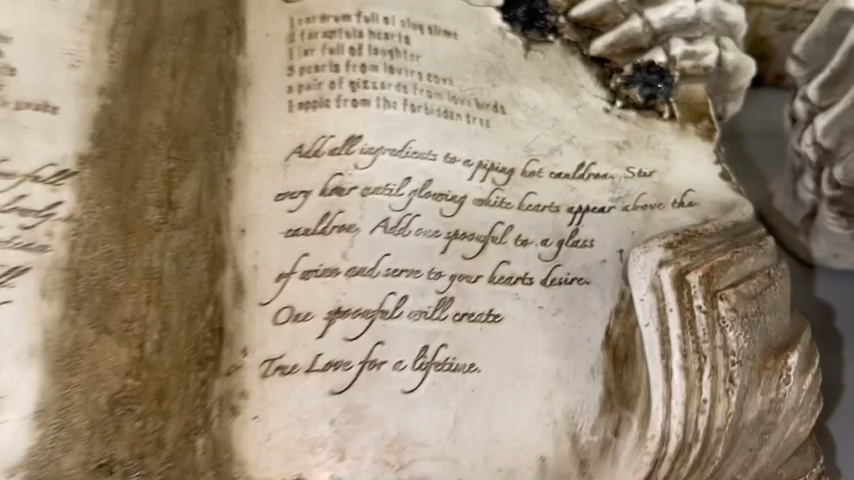 eardrum full of slug slime
tarantula hearts
1 jar full of laughter
5 pearls from lovers cove
a pair of gizzards from love birds
1 apple from the forbidden tree
Add all ingredients to a piping hot cauldron. Stir
every hour until glowing white hearts appear above the
cauldron. Add one spoonful to a glass
of wine and serve to your hearts desire.
One spoonful will create
True Love for a lifetime.